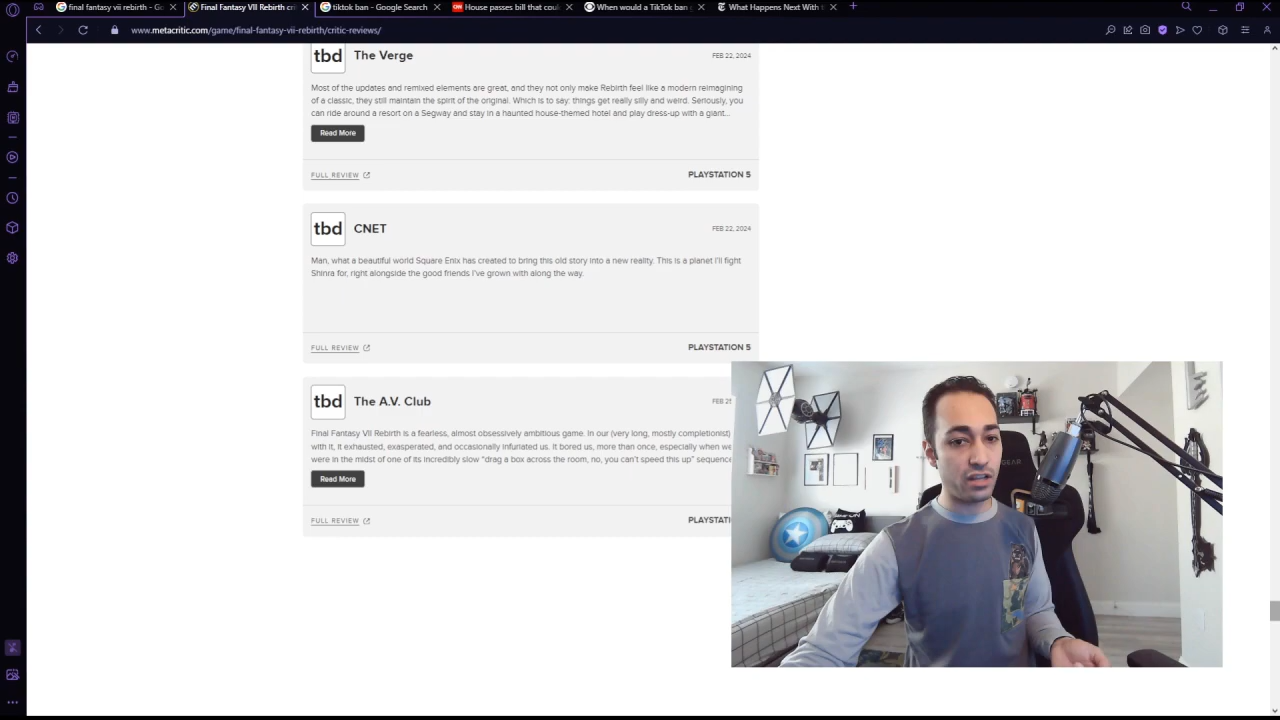 final fantasy vii rebirth - Go
Final Fantasy VII Rebirth cri
tiktok ban - Google Search
House passes bill that coul
When would a TikTok ban
What Happens Next With th
www.metacritic.com/game/final-fantasy-vii-rebirth/critic-reviews/
tbd The Verge FEB 22, 2024
Most of the updates and remixed elements are great, and they not only make Rebirth feel like a modern reimagining
of a classic, they still maintain the spirit of the original. Which is to say: things get really silly and weird. Seriously, you
can ride around a resort on a Segway and stay in a haunted house-themed hotel and play dress-up with a giant...
Read More
FULL REVIEW PLAYSTATION 5
tbd CNET FEB 22, 2024
Man, what a beautiful world Square Enix has created to bring this old story into a new reality. This is a planet I'll fight
Shinra for, right alongside the good friends I've grown with along the way.
FULL REVIEW PLAYSTATION 5
tbd The A.V. Club FEB 2
Final Fantasy VII Rebirth is a fearless, almost obsessively ambitious game. In our (very long, mostly completionist)
with it, it exhausted, exasperated, and occasionally infuriated us. It bored us, more than once, especially when we
were in the midst of one of its incredibly slow “drag a box across the room, no, you can't speed this up” sequence
Read More
FULL REVIEW PLAYSTATI